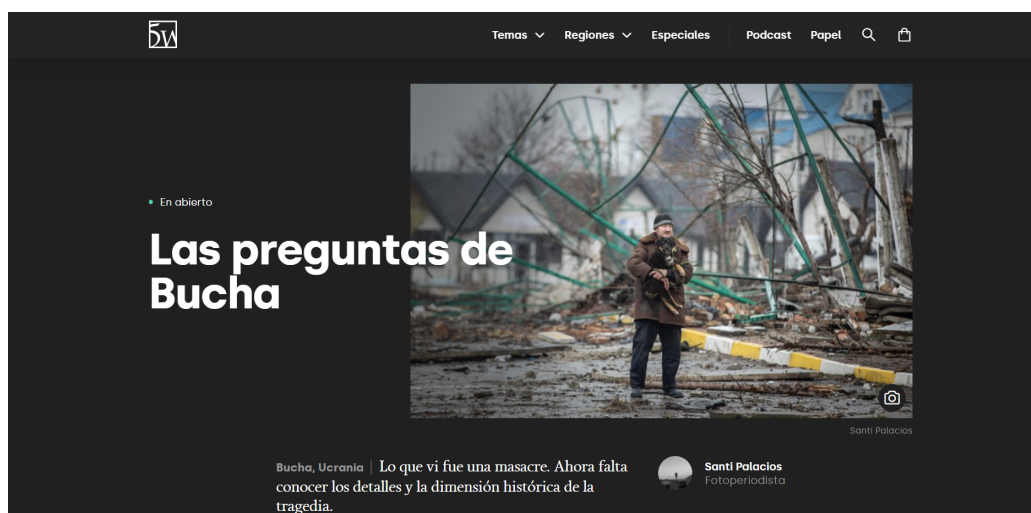 5W
Temas
Regiones
Especiales
Podcast
Papel
En abierto
Las preguntas de
Bucha
Santi Palacios
Bucha, Ucrania | Lo que vi fue una masacre. Ahora falta
conocer los detalles y la dimensión histórica de la
tragedia.
Santi Palacios
Fotoperiodista